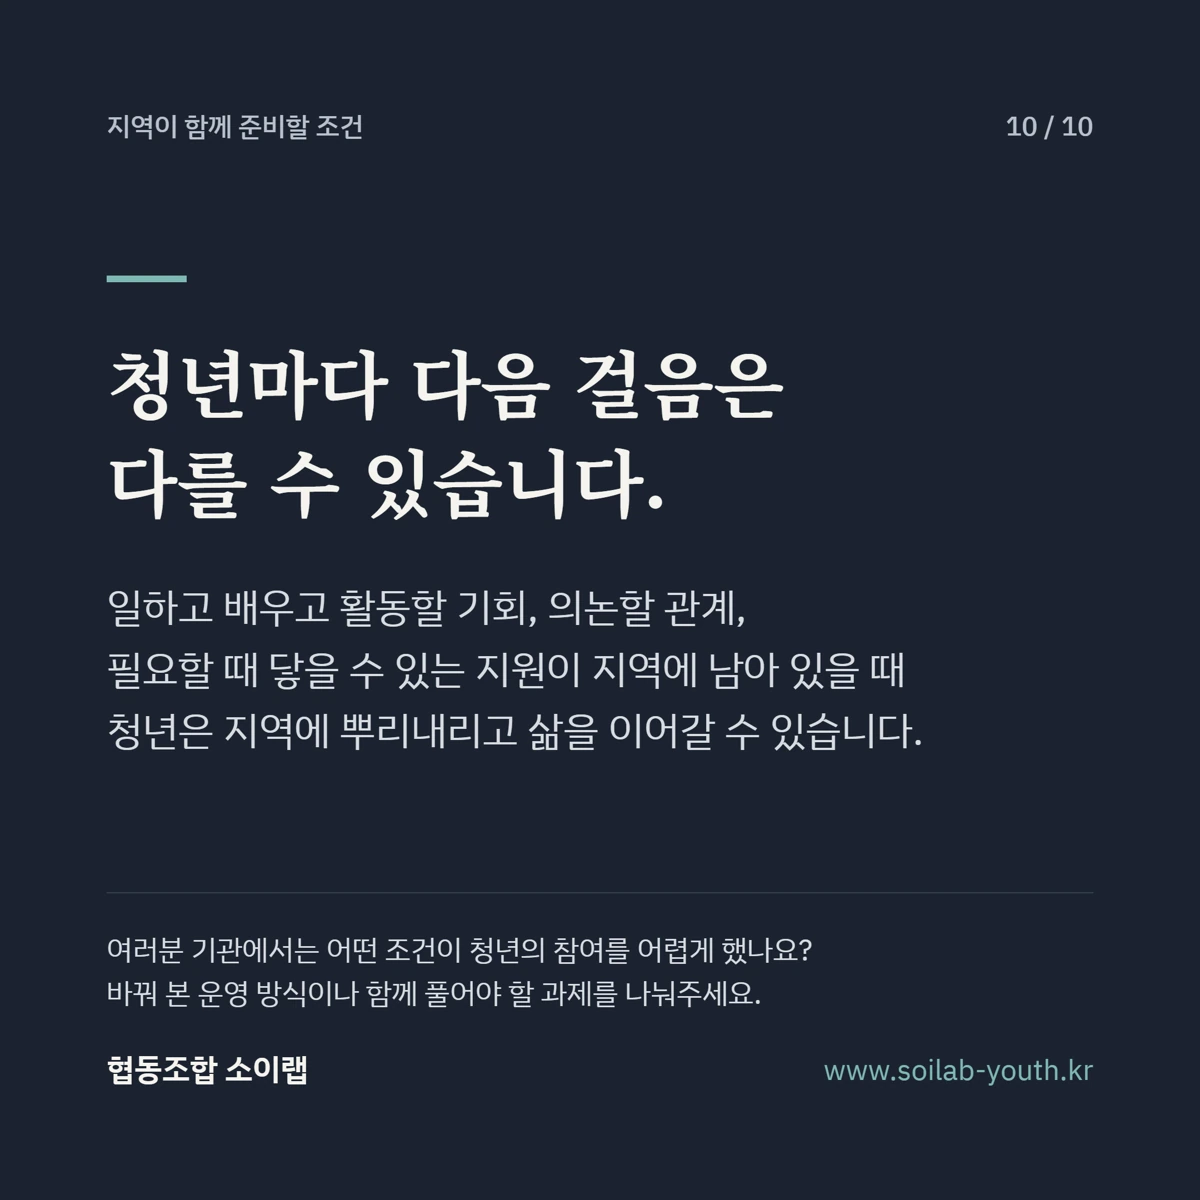 지역이 함께 준비할 조건
10 / 10
청년마다 다음 걸음은
다를 수 있습니다.
일하고 배우고 활동할 기회, 의논할 관계,
필요할 때 닿을 수 있는 지원이 지역에 남아 있을 때
청년은 지역에 뿌리내리고 삶을 이어갈 수 있습니다.
여러분 기관에서는 어떤 조건이 청년의 참여를 어렵게 했나요?
바꿔 본 운영 방식이나 함께 풀어야 할 과제를 나눠주세요.
협동조합 소이랩
www.soilab-youth.kr